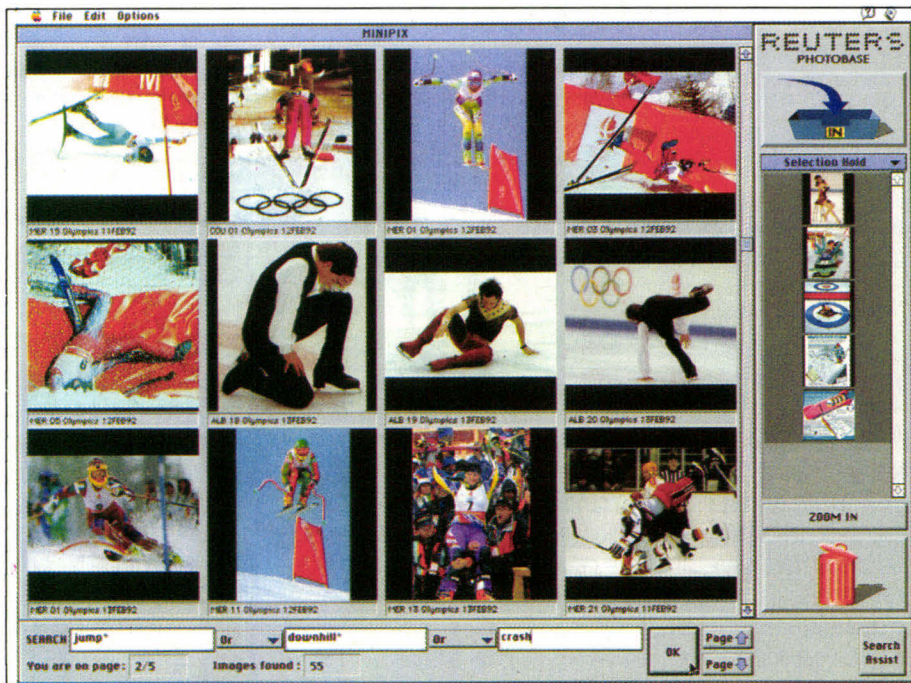 File Edit Options
MINIPIX
REUTERS
PHOTOBASE
IN
Selection Hold
MER 19 Olympics 11FEB92
COU 01 Olympics 12FEB92
MER 01 Olympics 12FEB92
MER 03 Olympics 12FEB92
MER 05 Olympics 12FEB92
ALB 18 Olympics 13FEB92
ALB 19 Olympics 13FEB92
ALB 20 Olympics 13FEB92
MER 01 Olympics 13FEB92
MER 11 Olympics 12FEB92
MER 13 Olympics 13FEB92
MER 21 Olympics 11FEB92
ZOOM IN
SEARCH jump* Or downhill* Or crash
OK
Page
Page
Search
Assist
You are on page: 2/5 Images found : 55